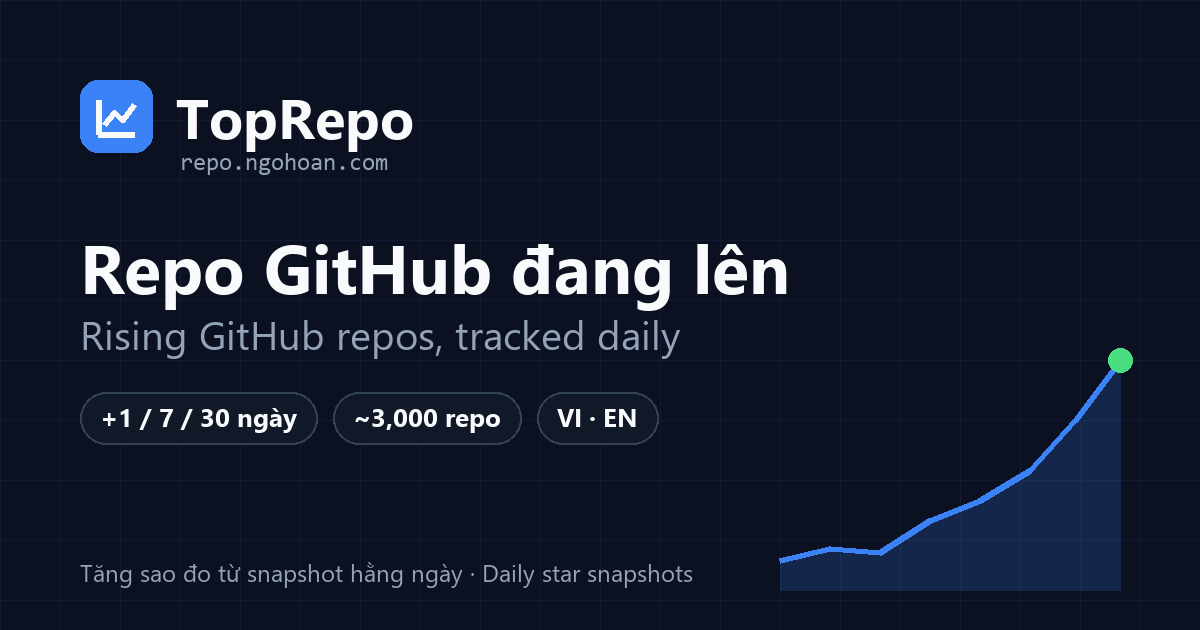 TopRepo
repo.ngohoan.com
Repo GitHub đang lên
Rising GitHub repos, tracked daily
+1 / 7 / 30 ngày
~3,000 repo
VI · EN
Tăng sao đo từ snapshot hằng ngày · Daily star snapshots